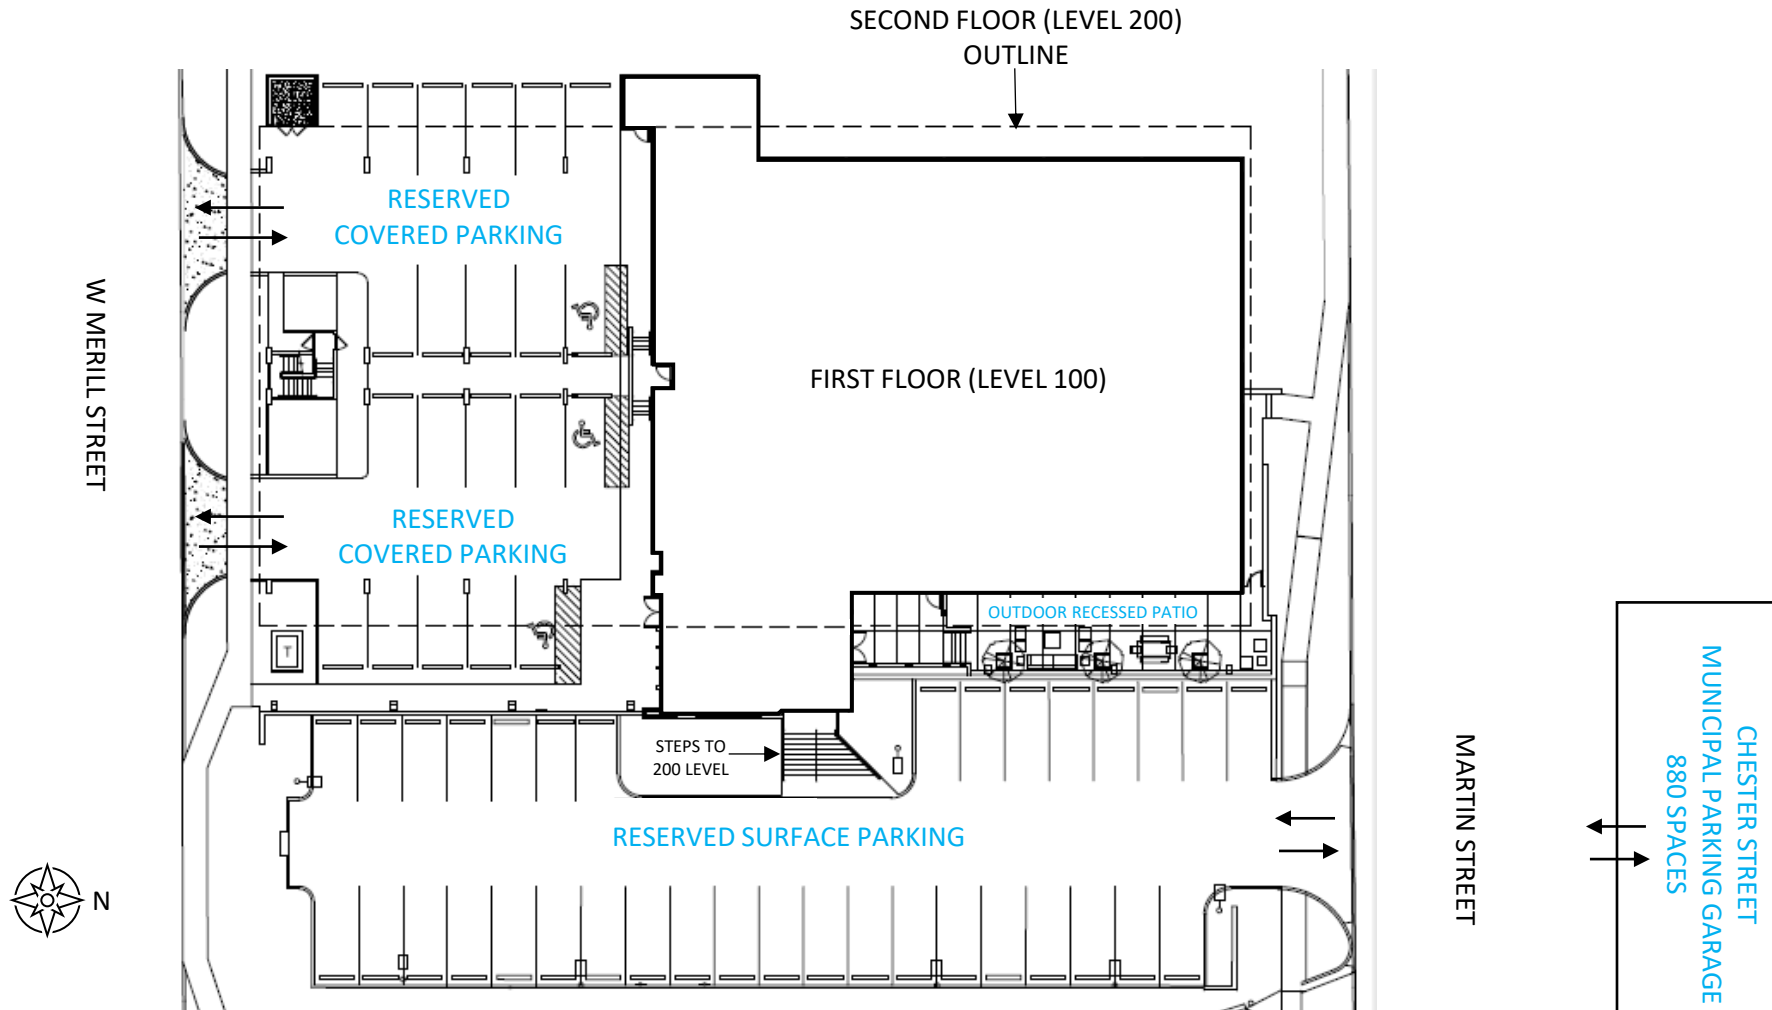 SECOND FLOOR (LEVEL 200)
OUTLINE
RESERVED
COVERED PARKING
W MERILL STREET
FIRST FLOOR (LEVEL 100)
RESERVED
COVERED PARKING
OUTDOOR RECESSED PATIO
T
STEPS TO
200 LEVEL
RESERVED SURFACE PARKING
MARTIN STREET
CHESTER STREET
MUNICIPAL PARKING GARAGE
880 SPACES
N